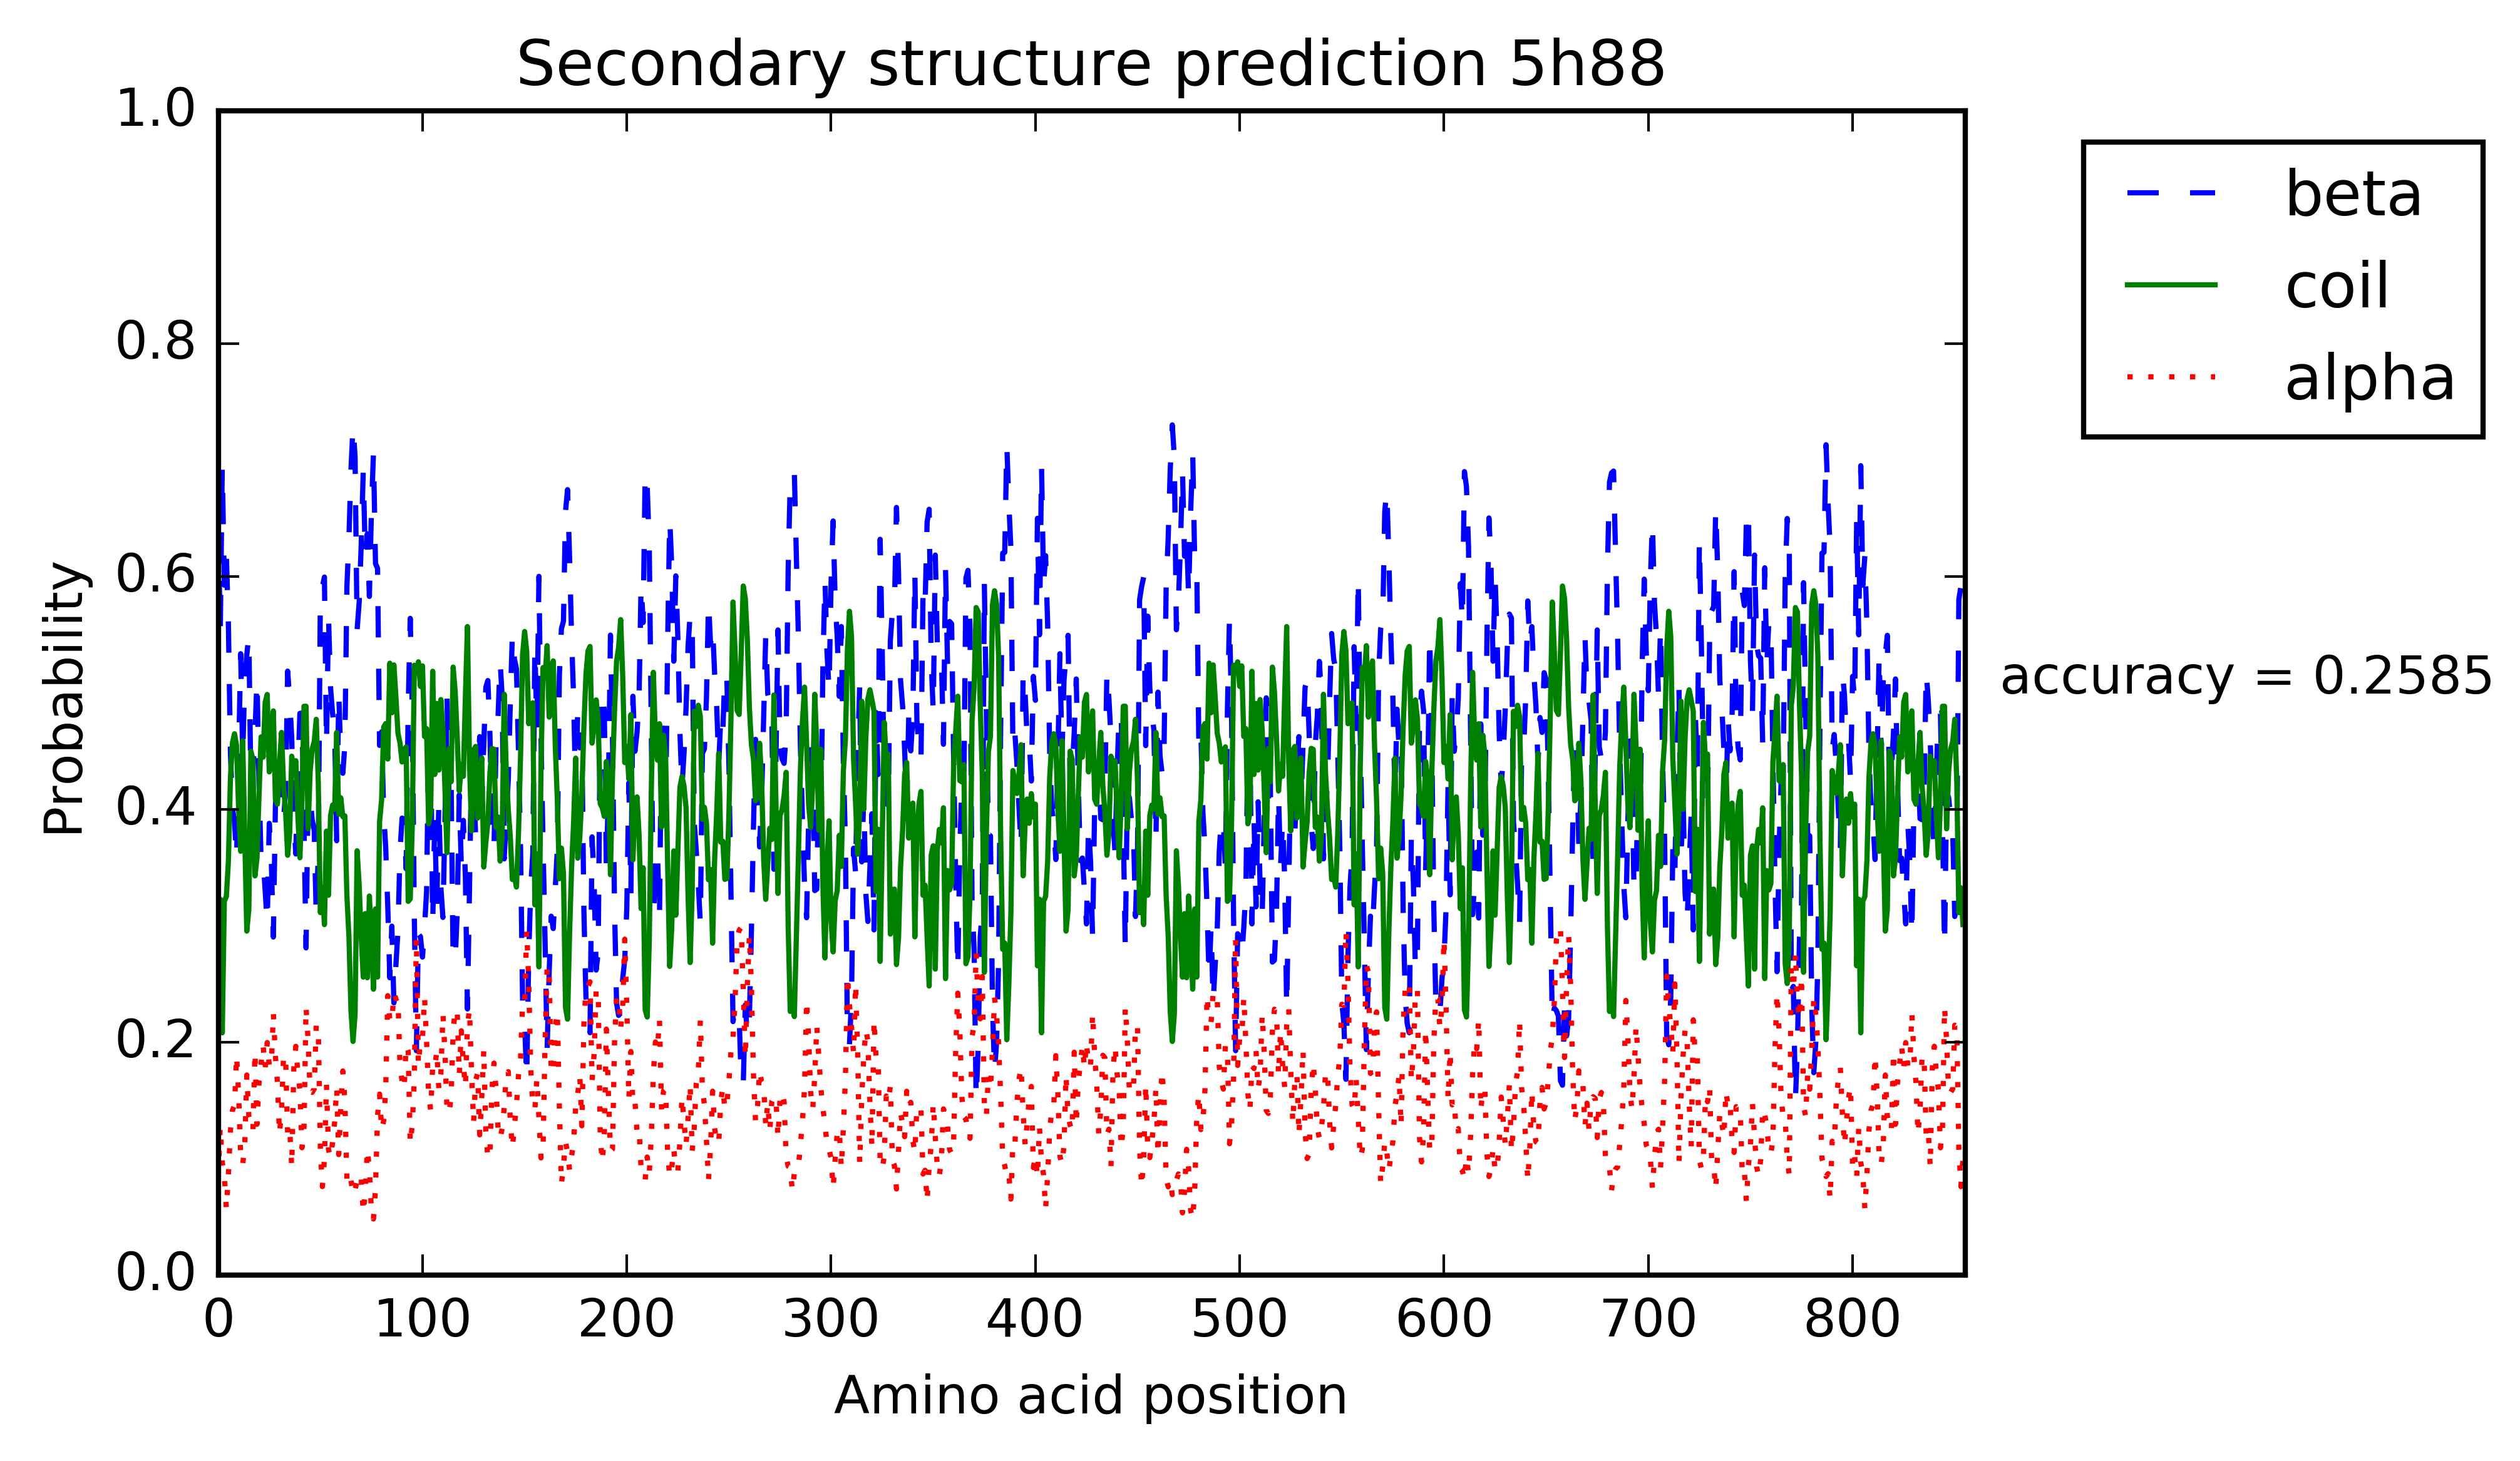 Secondary structure prediction 5h88
1.0
0.8
0.6
0.4
0.2
0.0
Probability
0 100 200 300 400 500 600 700 800
Amino acid position
beta
coil
alpha
accuracy = 0.2585